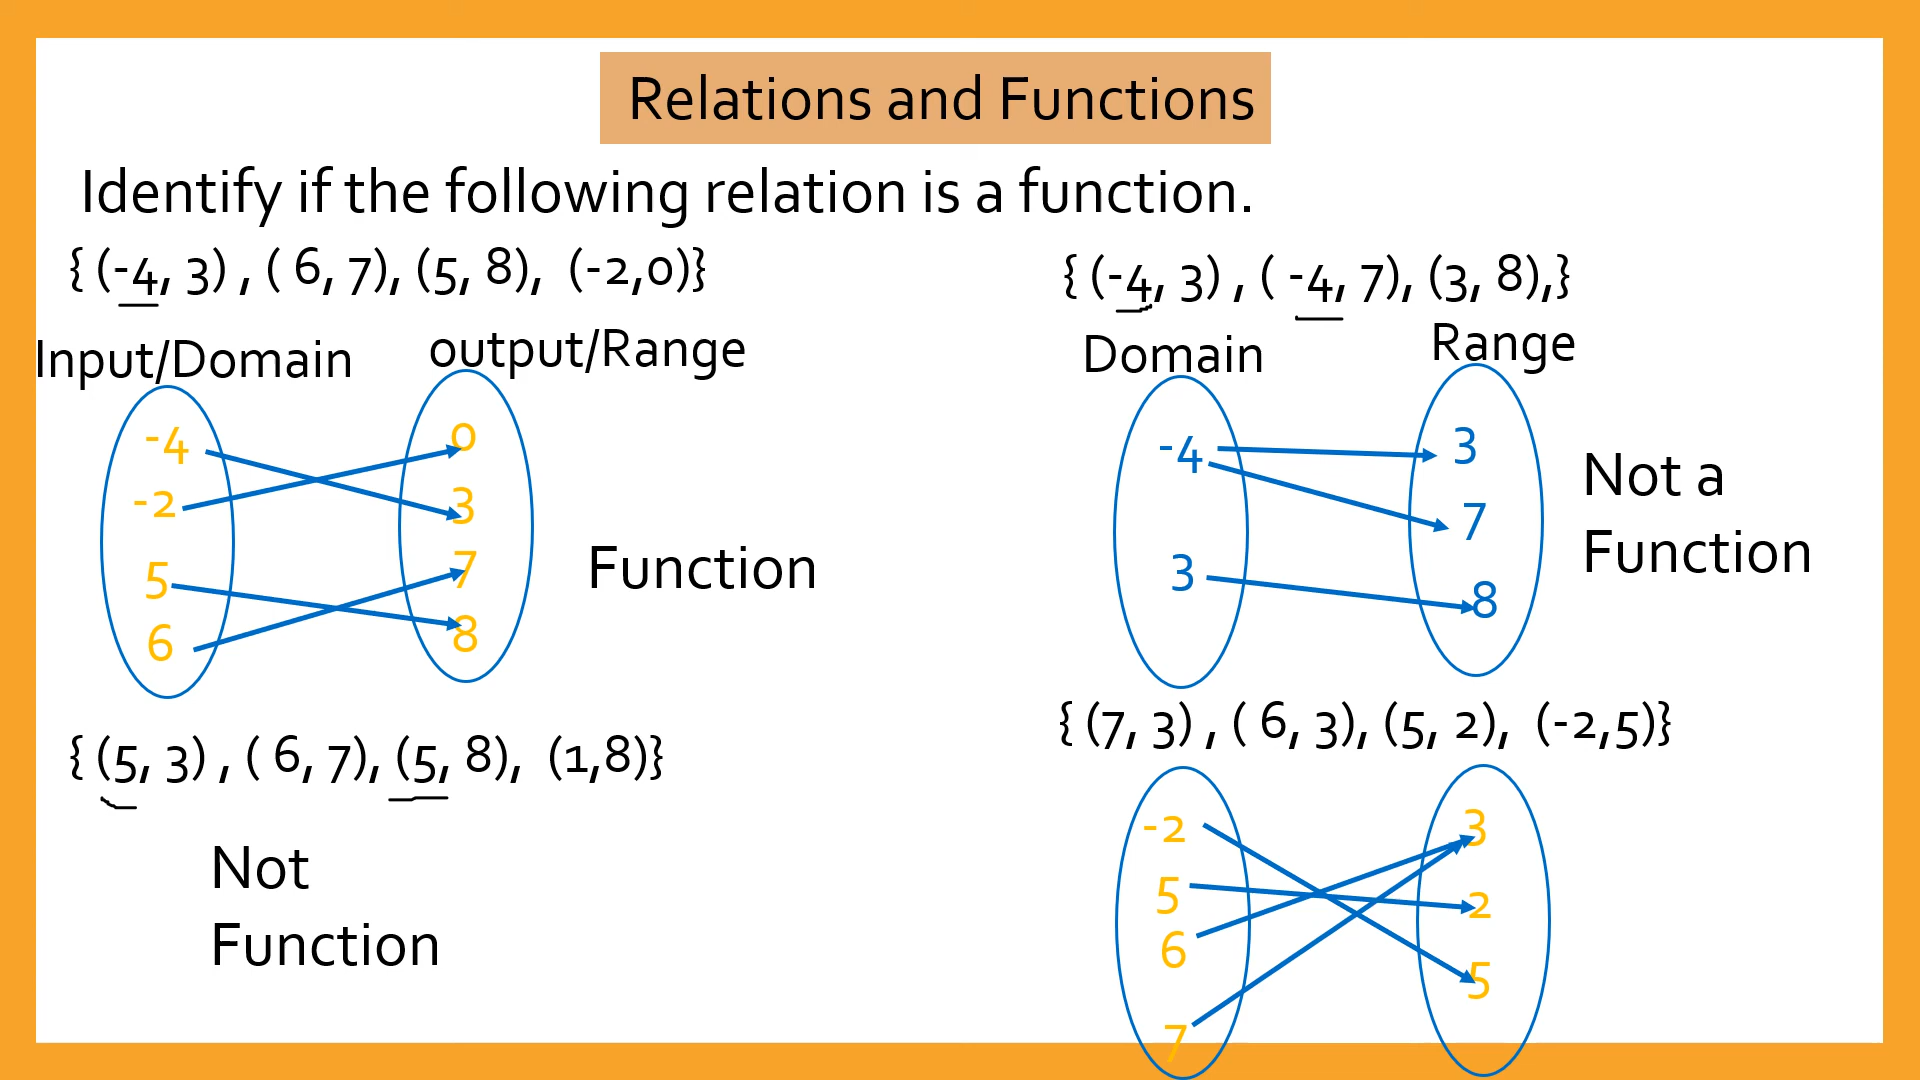 Relations and Functions
Identify if the following relation is a function.
{ (-4, 3) , ( 6, 7), (5, 8), (-2,0)}
Input/Domain output/Range
-4 0
-2 3
5 7
6 8
Function
{ (5, 3) , ( 6, 7), (5, 8), (1,8)}
Not
Function
{ (-4, 3) , ( -4, 7), (3, 8),}
Domain Range
-4 3
7
3 8
Not a
Function
{ (7, 3) , ( 6, 3), (5, 2), (-2,5)}
-2 3
5 2
6 5
7